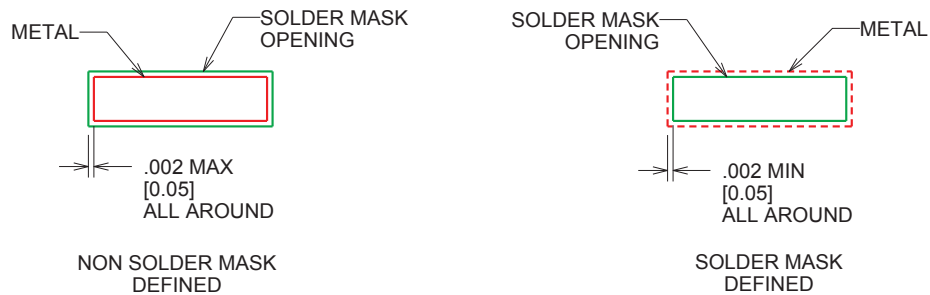 METAL
SOLDER MASK
OPENING
.002 MAX
[0.05]
ALL AROUND
NON SOLDER MASK
DEFINED
SOLDER MASK
OPENING
METAL
.002 MIN
[0.05]
ALL AROUND
SOLDER MASK
DEFINED